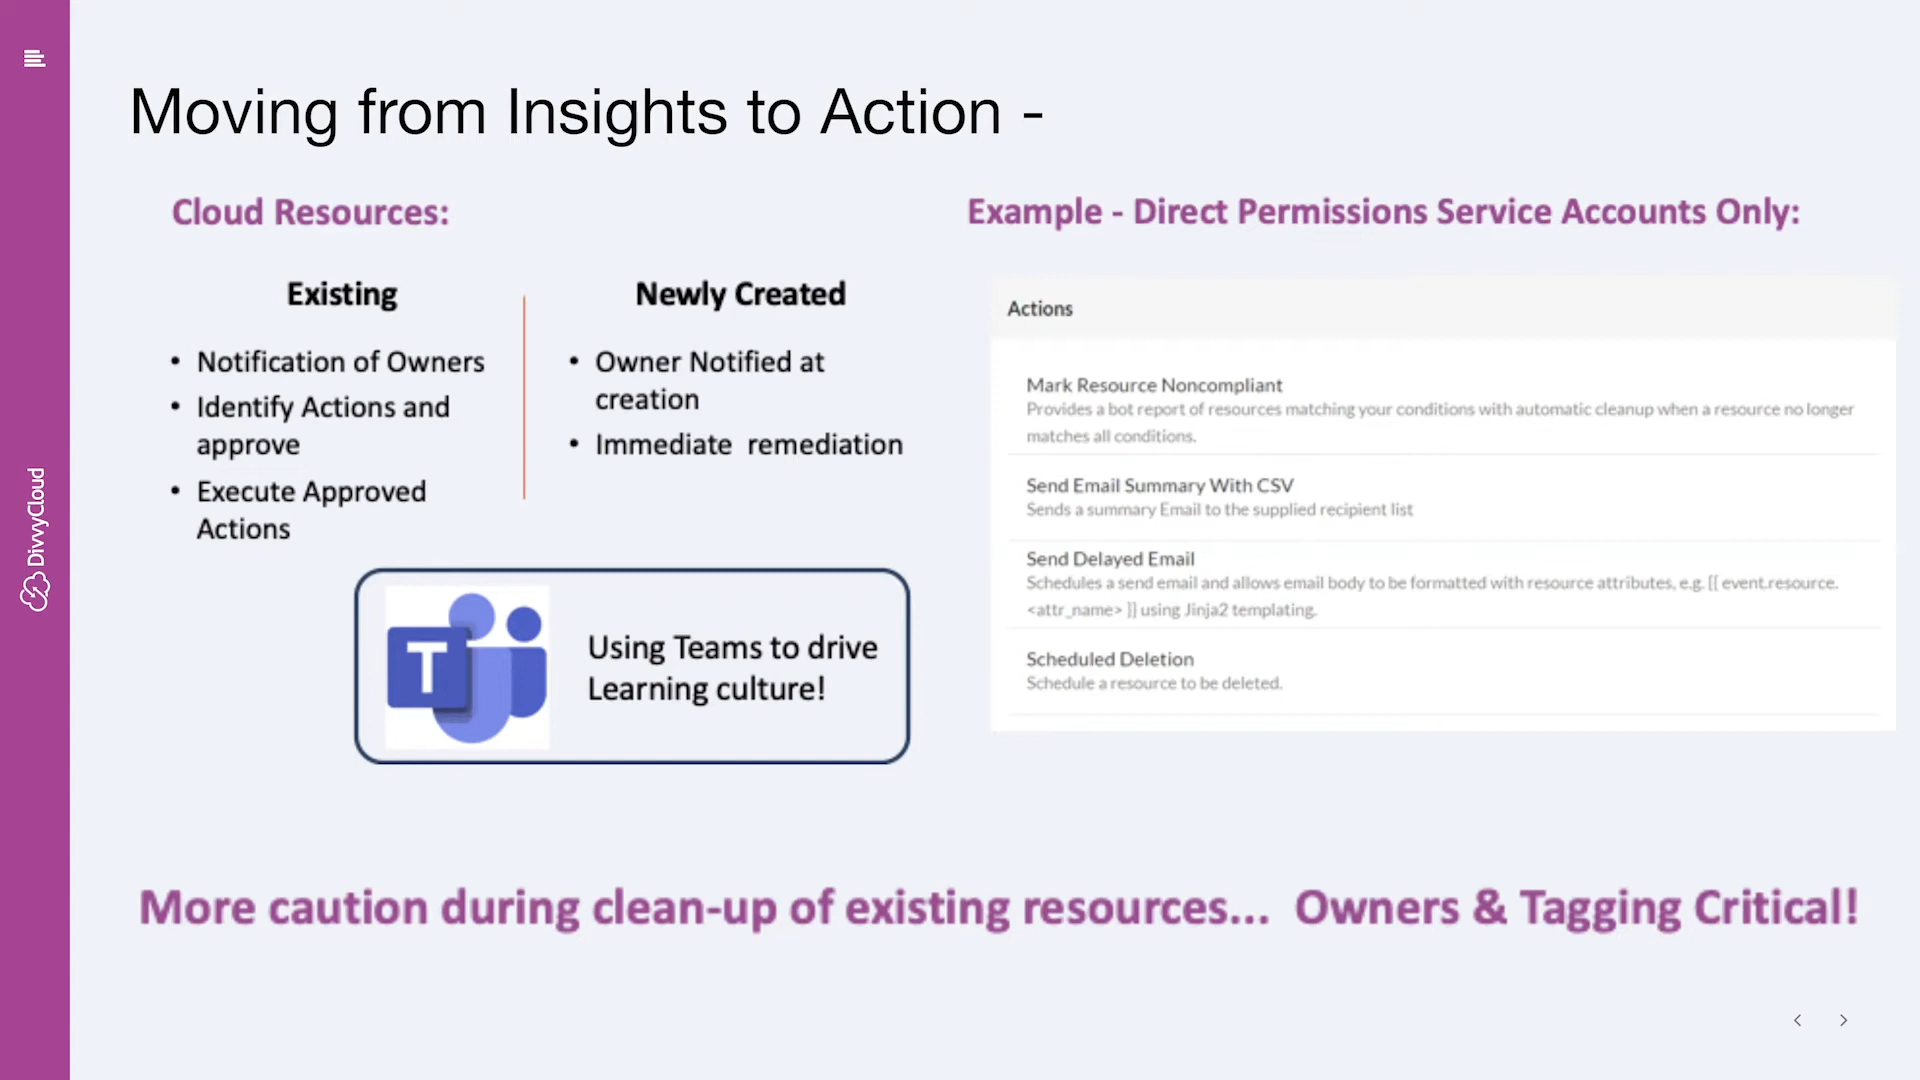 Moving from Insights to Action -
Cloud Resources:
Existing
• Notification of Owners
• Identify Actions and
approve
• Execute Approved
Actions
Newly Created
• Owner Notified at
creation
• Immediate remediation
T
Using Teams to drive
Learning culture!
Example - Direct Permissions Service Accounts Only:
Actions
Mark Resource Noncompliant
Provides a bot report of resources matching your conditions with automatic cleanup when a resource no longer
matches all conditions.
Send Email Summary With CSV
Sends a summary Email to the supplied recipient list
Send Delayed Email
Schedules a send email and allows email body to be formatted with resource attributes, e.g. {{ event.resource.
<attr_name> }} using Jinja2 templating.
Scheduled Deletion
Schedule a resource to be deleted.
More caution during clean-up of existing resources... Owners & Tagging Critical!
DivvyCloud